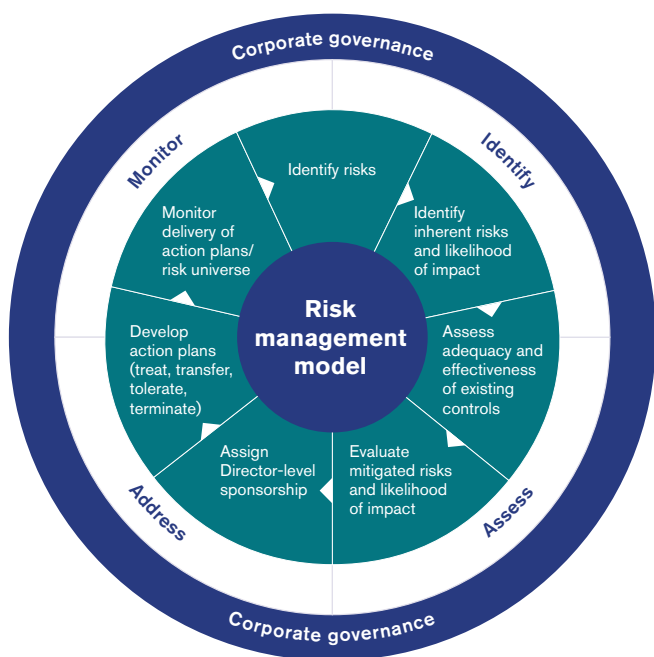 Corporate governance
Identify
Assess
Address
Monitor
Identify risks
Identify
inherent risks
and likelihood
of impact
Assess
adequacy and
effectiveness
of existing
controls
Evaluate
mitigated risks
and likelihood
of impact
Assign
Director-level
sponsorship
Develop
action plans
(treat, transfer,
tolerate,
terminate)
Monitor
delivery of
action plans/
risk universe
Risk
management
model
Corporate governance